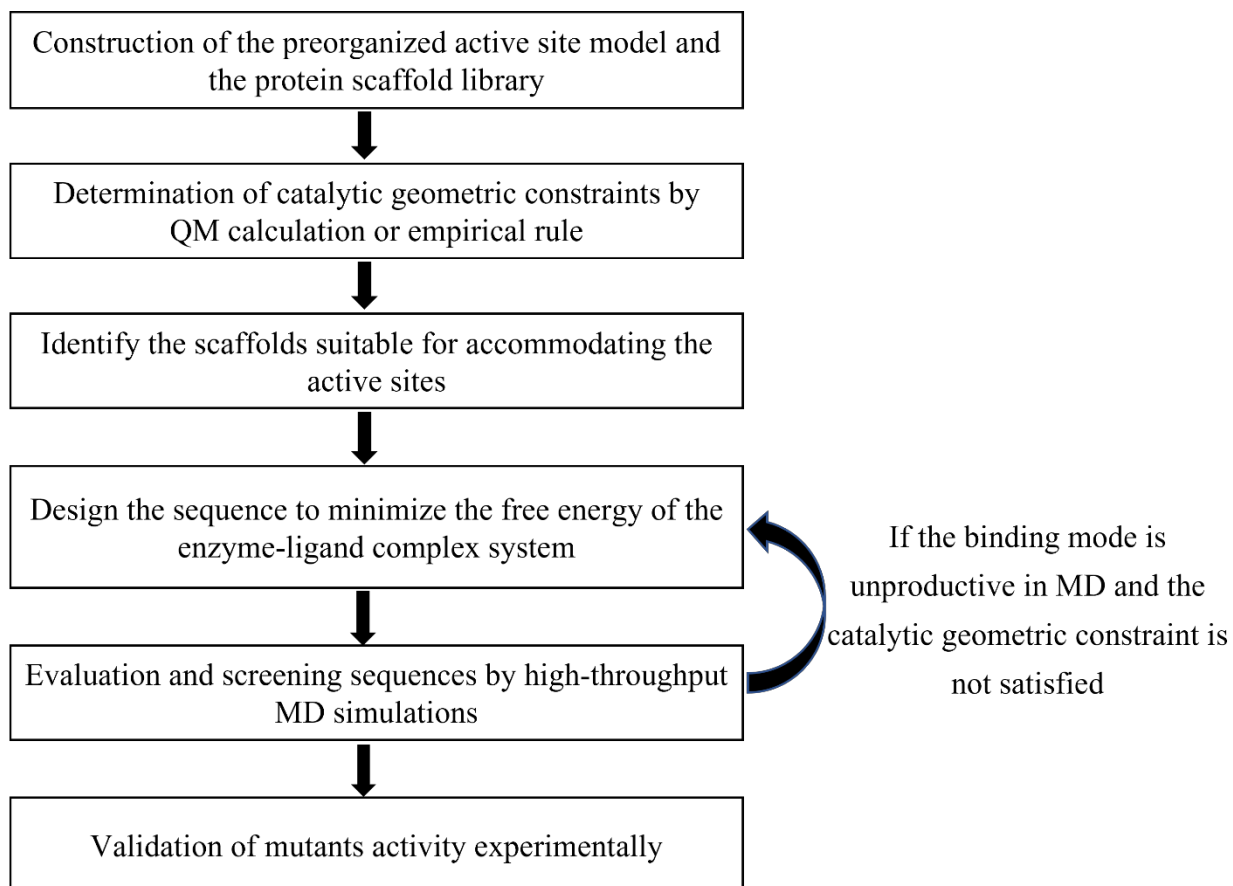 Construction of the preorganized active site model and
the protein scaffold library
Determination of catalytic geometric constraints by
QM calculation or empirical rule
Identify the scaffolds suitable for accommodating the
active sites
Design the sequence to minimize the free energy of the
enzyme-ligand complex system
If the binding mode is
unproductive in MD and the
catalytic geometric constraint is
not satisfied
Evaluation and screening sequences by high-throughput
MD simulations
Validation of mutants activity experimentally